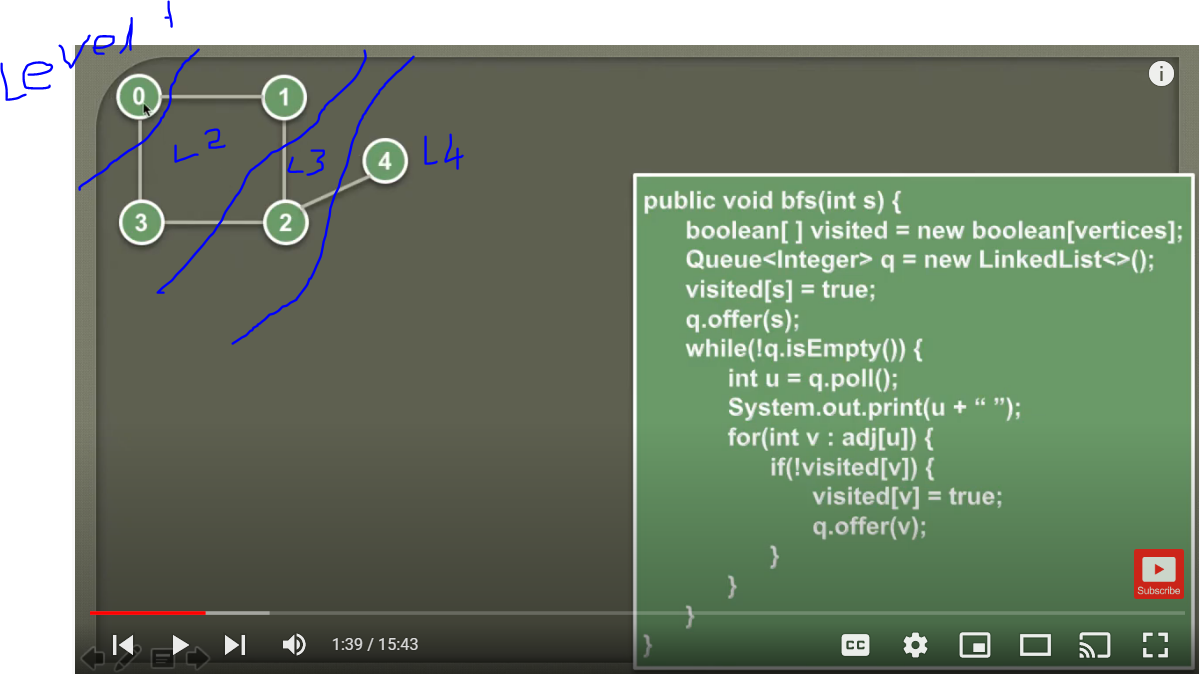 Level 1
0
1
i
L2
L3
4
L4
3
2
public void bfs(int s) {
boolean[ ] visited = new boolean[vertices];
Queue<Integer> q = new LinkedList<>();
visited[s] = true;
q.offer(s);
while(!q.isEmpty()) {
int u = q.poll();
System.out.print(u + “ ”);
for(int v : adj[u]) {
if(!visited[v]) {
visited[v] = true;
q.offer(v);
}
}
}
}
Subscribe
1:39 / 15:43
CC